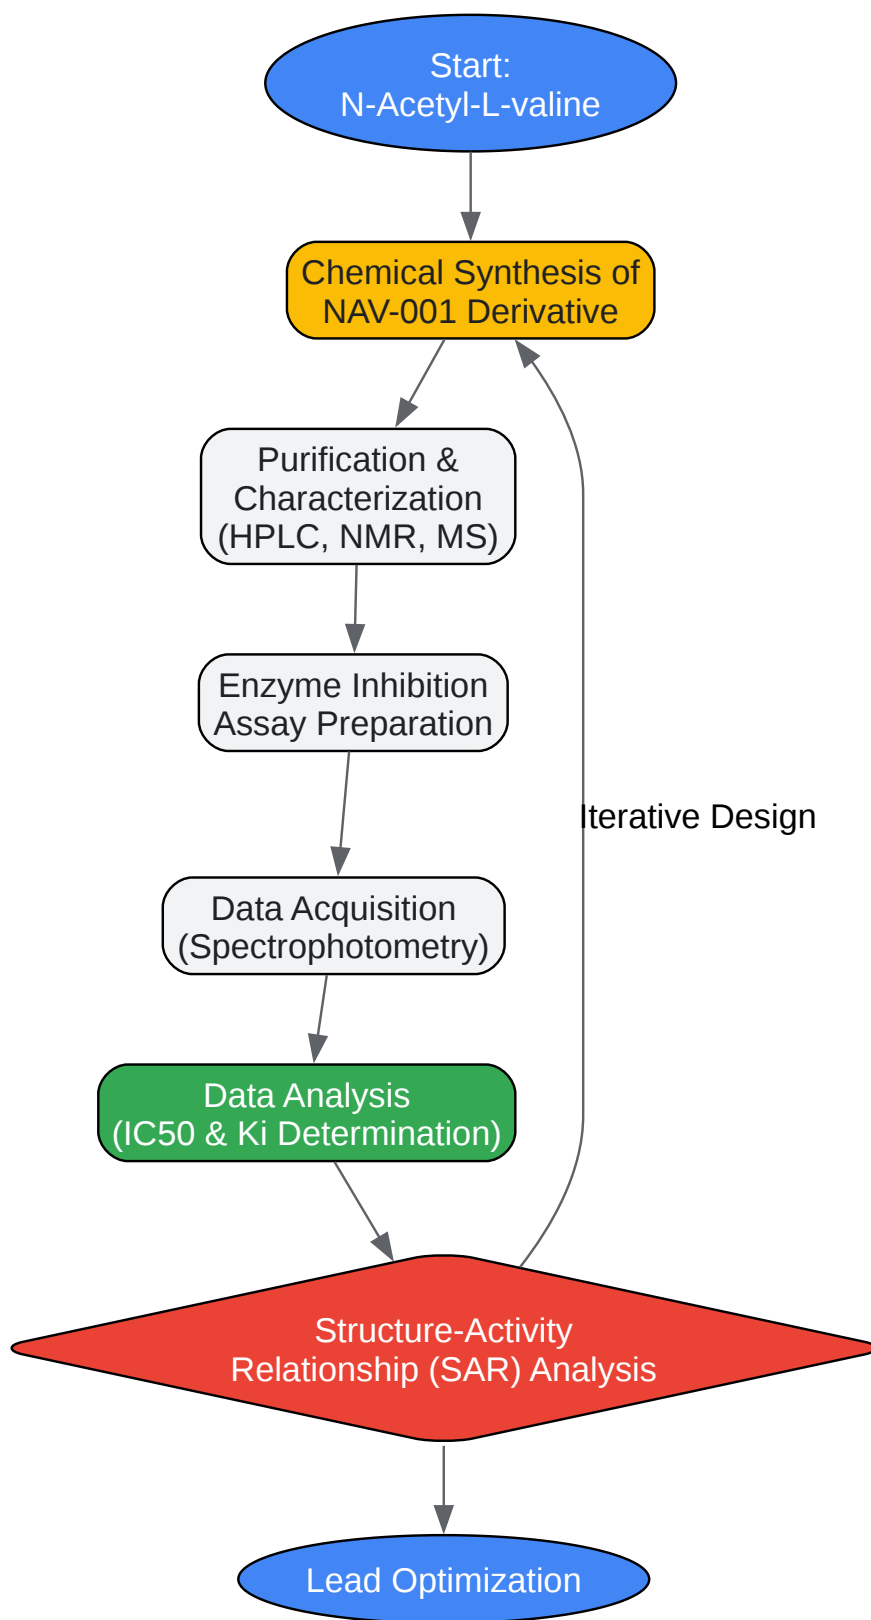 Start:
N-Acetyl-L-valine
Chemical Synthesis of
NAV-001 Derivative
Purification &
Characterization
(HPLC, NMR, MS)
Enzyme Inhibition
Assay Preparation
Iterative Design
Data Acquisition
(Spectrophotometry)
Data Analysis
(IC50 & Ki Determination)
Structure-Activity
Relationship (SAR) Analysis
Lead Optimization